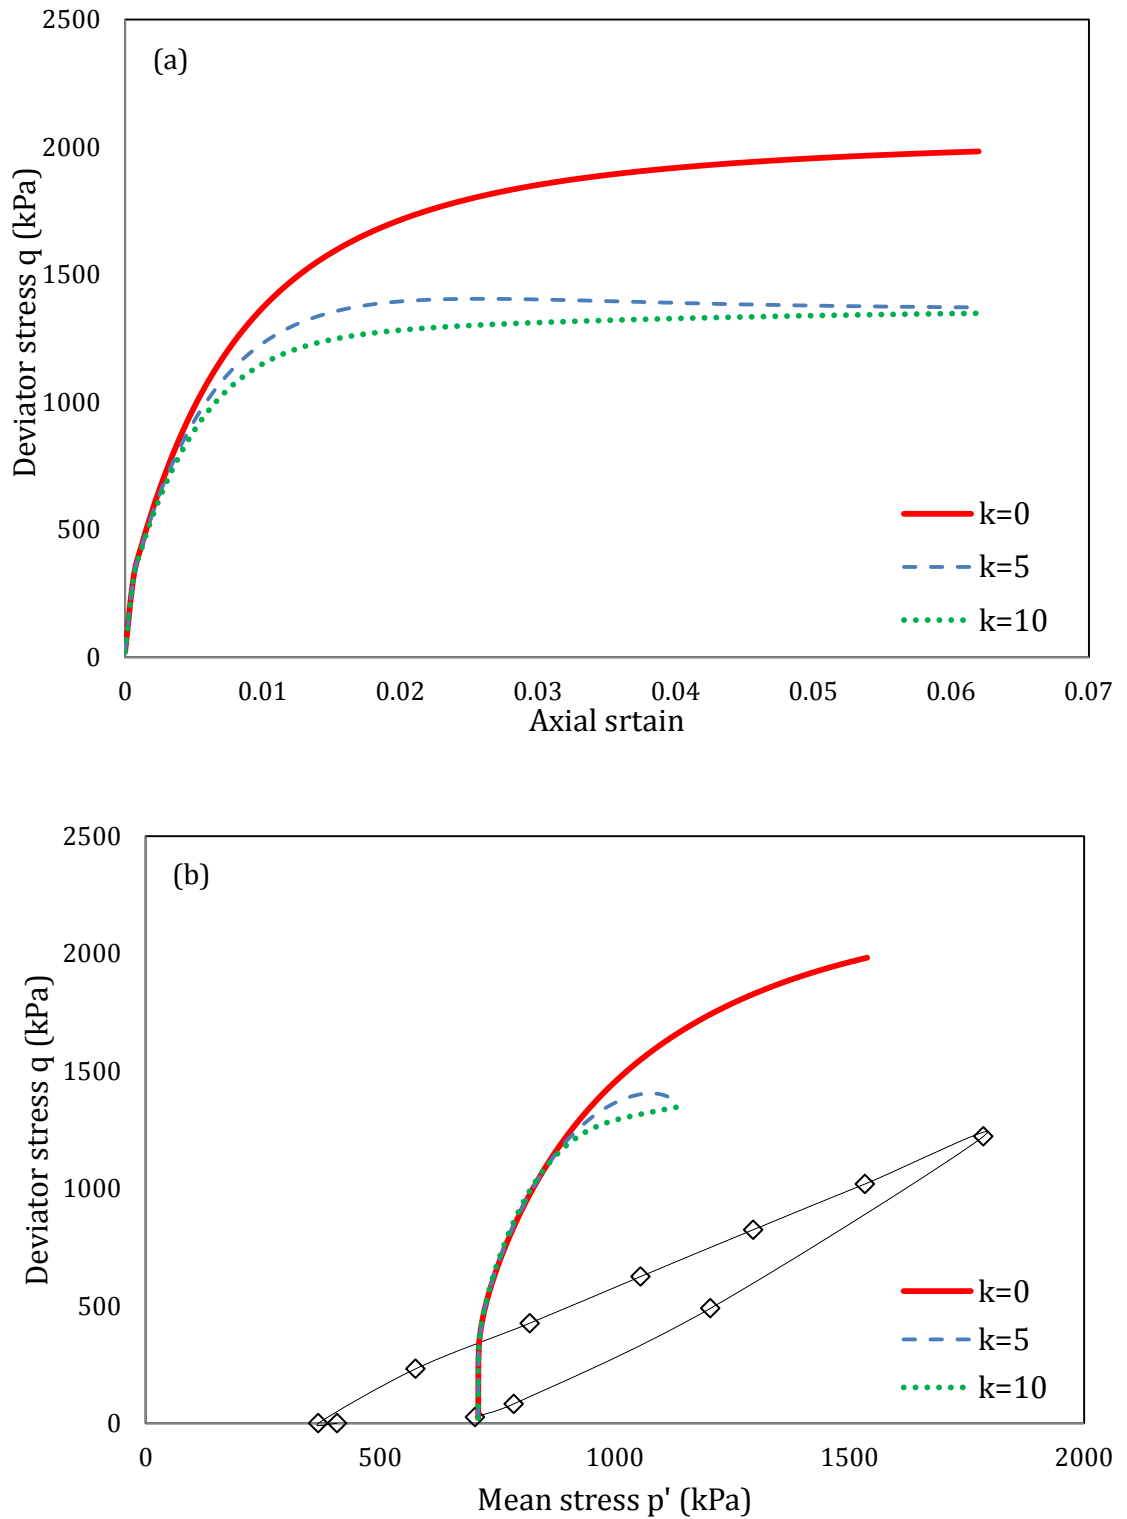 2500
(a)
2000
1500
1000
500
0
Deviator stress q (kPa)
k=0
k=5
k=10
0 0.01 0.02 0.03 0.04 0.05 0.06 0.07
Axial srtain
2500
(b)
2000
1500
1000
500
0
Deviator stress q (kPa)
k=0
k=5
k=10
0 500 1000 1500 2000
Mean stress p' (kPa)